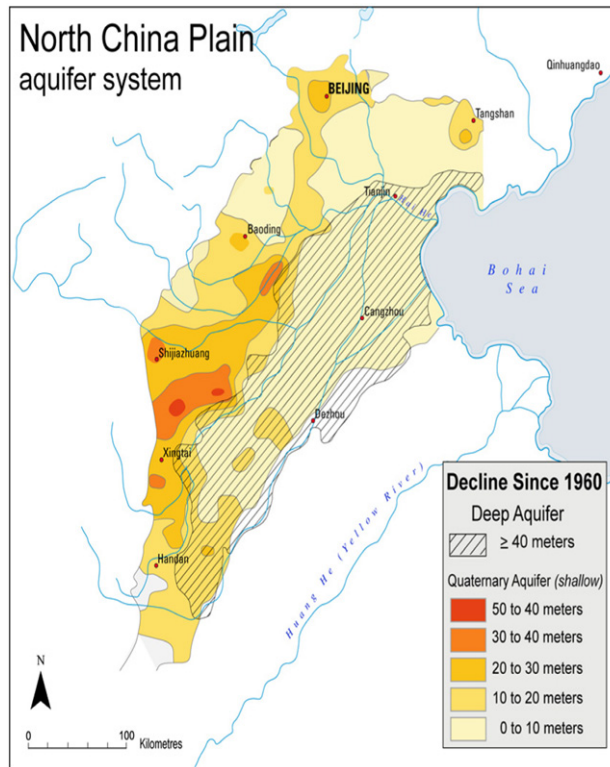 North China Plain
aquifer system
Qinhuangdao
BEIJING
Tangshan
Tianjin
Hai He
Baoding
Bohai
Sea
Cangzhou
Shijiazhuang
Dezhou
Xingtai
Handan
Huang He (Yellow River)
Decline Since 1960
Deep Aquifer
≥ 40 meters
Quaternary Aquifer (shallow)
50 to 40 meters
30 to 40 meters
20 to 30 meters
10 to 20 meters
0 to 10 meters
N
0 100
Kilometres